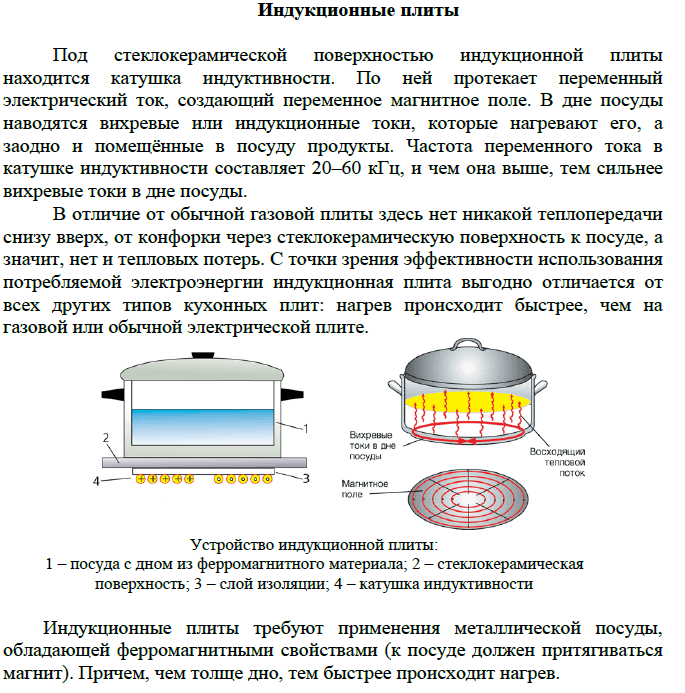 Индукционные плиты
Под стеклокерамической поверхностью индукционной плиты
находится катушка индуктивности. По ней протекает переменный
электрический ток, создающий переменное магнитное поле. В дне посуды
наводятся вихревые или индукционные токи, которые нагревают его, а
заодно и помещённые в посуду продукты. Частота переменного тока в
катушке индуктивности составляет 20–60 кГц, и чем она выше, тем сильнее
вихревые токи в дне посуды.
В отличие от обычной газовой плиты здесь нет никакой теплопередачи
снизу вверх, от конфорки через стеклокерамическую поверхность к посуде, а
значит, нет и тепловых потерь. С точки зрения эффективности использования
потребляемой электроэнергии индукционная плита выгодно отличается от
всех других типов кухонных плит: нагрев происходит быстрее, чем на
газовой или обычной электрической плите.
1
2
3
4
Вихревые
токи в дне
посуды
Восходящий
тепловой
поток
Магнитное
поле
Устройство индукционной плиты:
1 – посуда с дном из ферромагнитного материала; 2 – стеклокерамическая
поверхность; 3 – слой изоляции; 4 – катушка индуктивности
Индукционные плиты требуют применения металлической посуды,
обладающей ферромагнитными свойствами (к посуде должен притягиваться
магнит). Причем, чем толще дно, тем быстрее происходит нагрев.